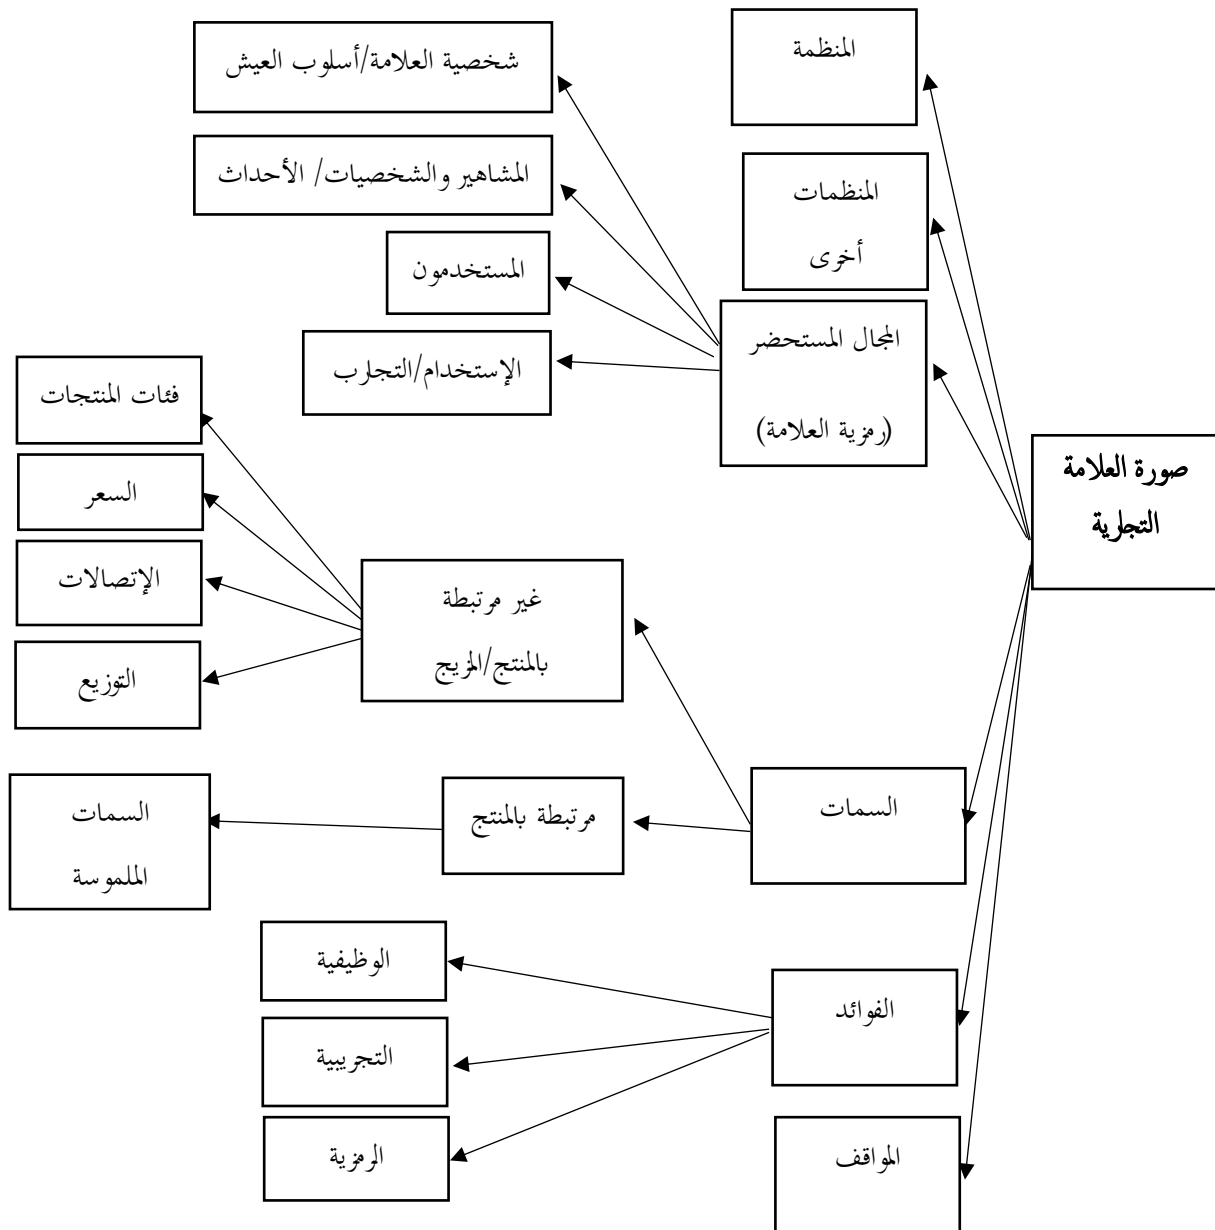 المنظمة
شخصية العلامة/أسلوب العيش
المشاهير والشخصيات/ الأحداث
المنظمات
أخرى
المستخدمون
المجال المستحضر
(رمزية العلامة)
الإستخدام/التجارب
فئات المنتجات
صورة العلامة
التجارية
السعر
غير مرتبطة
بالمنتج/المزيج
الإتصالات
التوزيع
السمات
مرتبطة بالمنتج
السمات
الملموسة
الوظيفية
الفوائد
التجريبية
الرمزية
المواقف